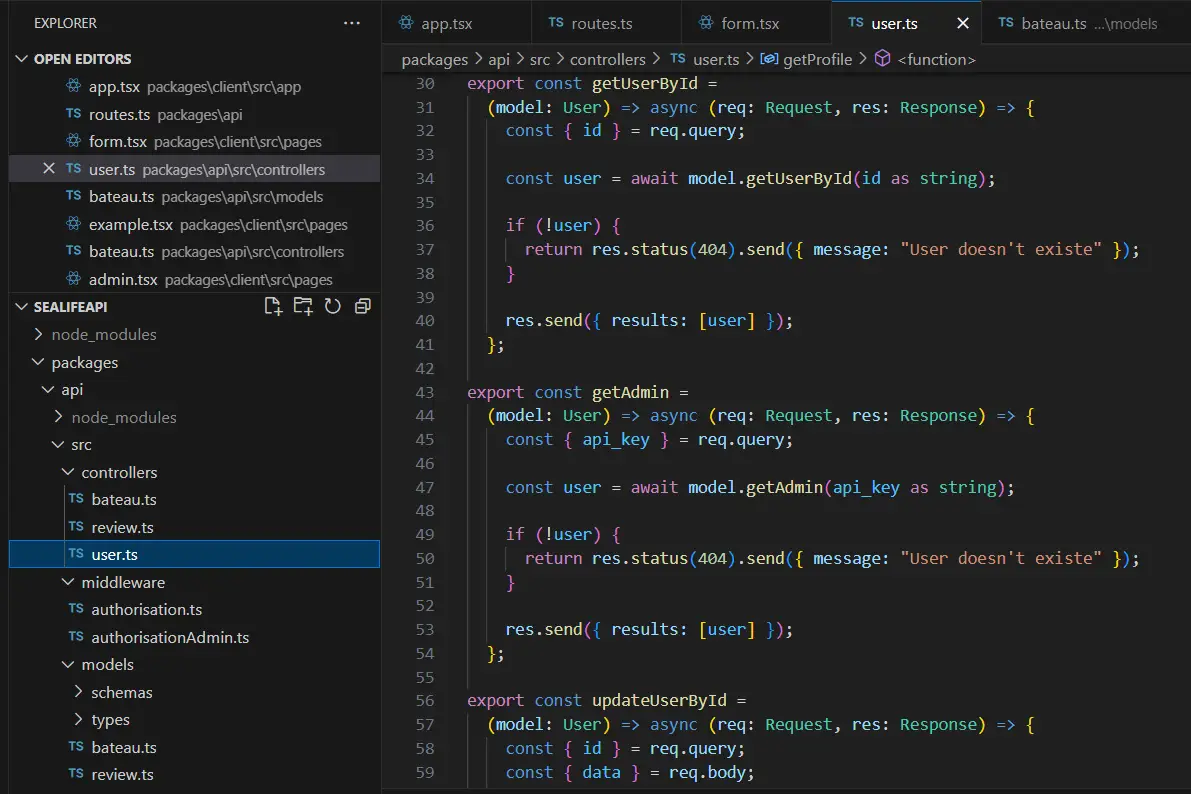 EXPLORER
OPEN EDITORS
app.tsx packages\client\src\app
TS routes.ts packages\api
form.tsx packages\client\src\pages
TS user.ts packages\api\src\controllers
TS bateau.ts packages\api\src\models
example.tsx packages\client\src\pages
TS bateau.ts packages\api\src\controllers
admin.tsx packages\client\src\pages
SEALIFEAPI
node_modules
packages
api
node_modules
src
controllers
TS bateau.ts
TS review.ts
TS user.ts
middleware
TS authorisation.ts
TS authorisationAdmin.ts
models
schemas
types
TS bateau.ts
TS review.ts
app.tsx TS routes.ts form.tsx TS user.ts TS bateau.ts ...\models
packages > api > src > controllers > TS user.ts > getProfile > <function>
30 export const getUserById =
31 (model: User) => async (req: Request, res: Response) => {
32 const { id } = req.query;
33
34 const user = await model.getUserById(id as string);
35
36 if (!user) {
37 return res.status(404).send({ message: "User doesn't existe" });
38 }
39
40 res.send({ results: [user] });
41 };
42
43 export const getAdmin =
44 (model: User) => async (req: Request, res: Response) => {
45 const { api_key } = req.query;
46
47 const user = await model.getAdmin(api_key as string);
48
49 if (!user) {
50 return res.status(404).send({ message: "User doesn't existe" });
51 }
52
53 res.send({ results: [user] });
54 };
55
56 export const updateUserById =
57 (model: User) => async (req: Request, res: Response) => {
58 const { id } = req.query;
59 const { data } = req.body;